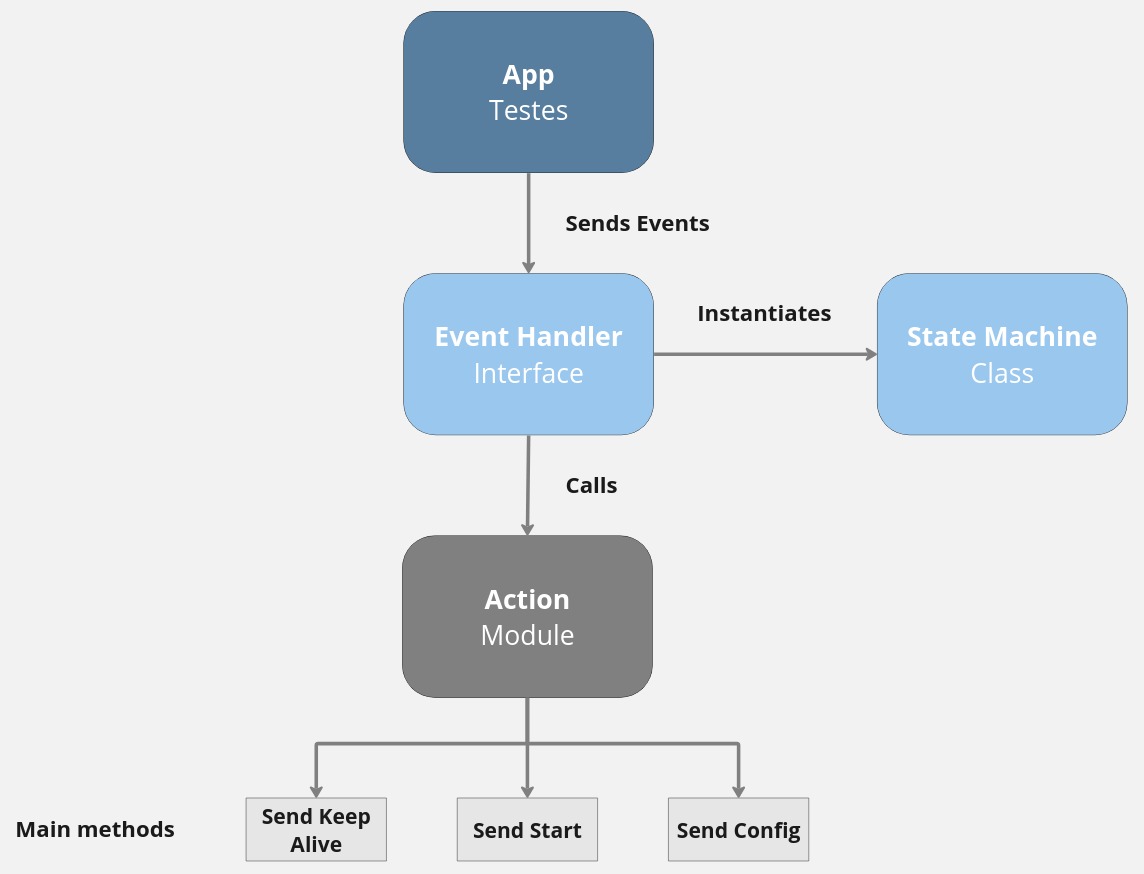 App
Testes
Sends Events
Instantiates
Event Handler
Interface
State Machine
Class
Calls
Action
Module
Main methods
Send Keep
Alive
Send Start
Send Config